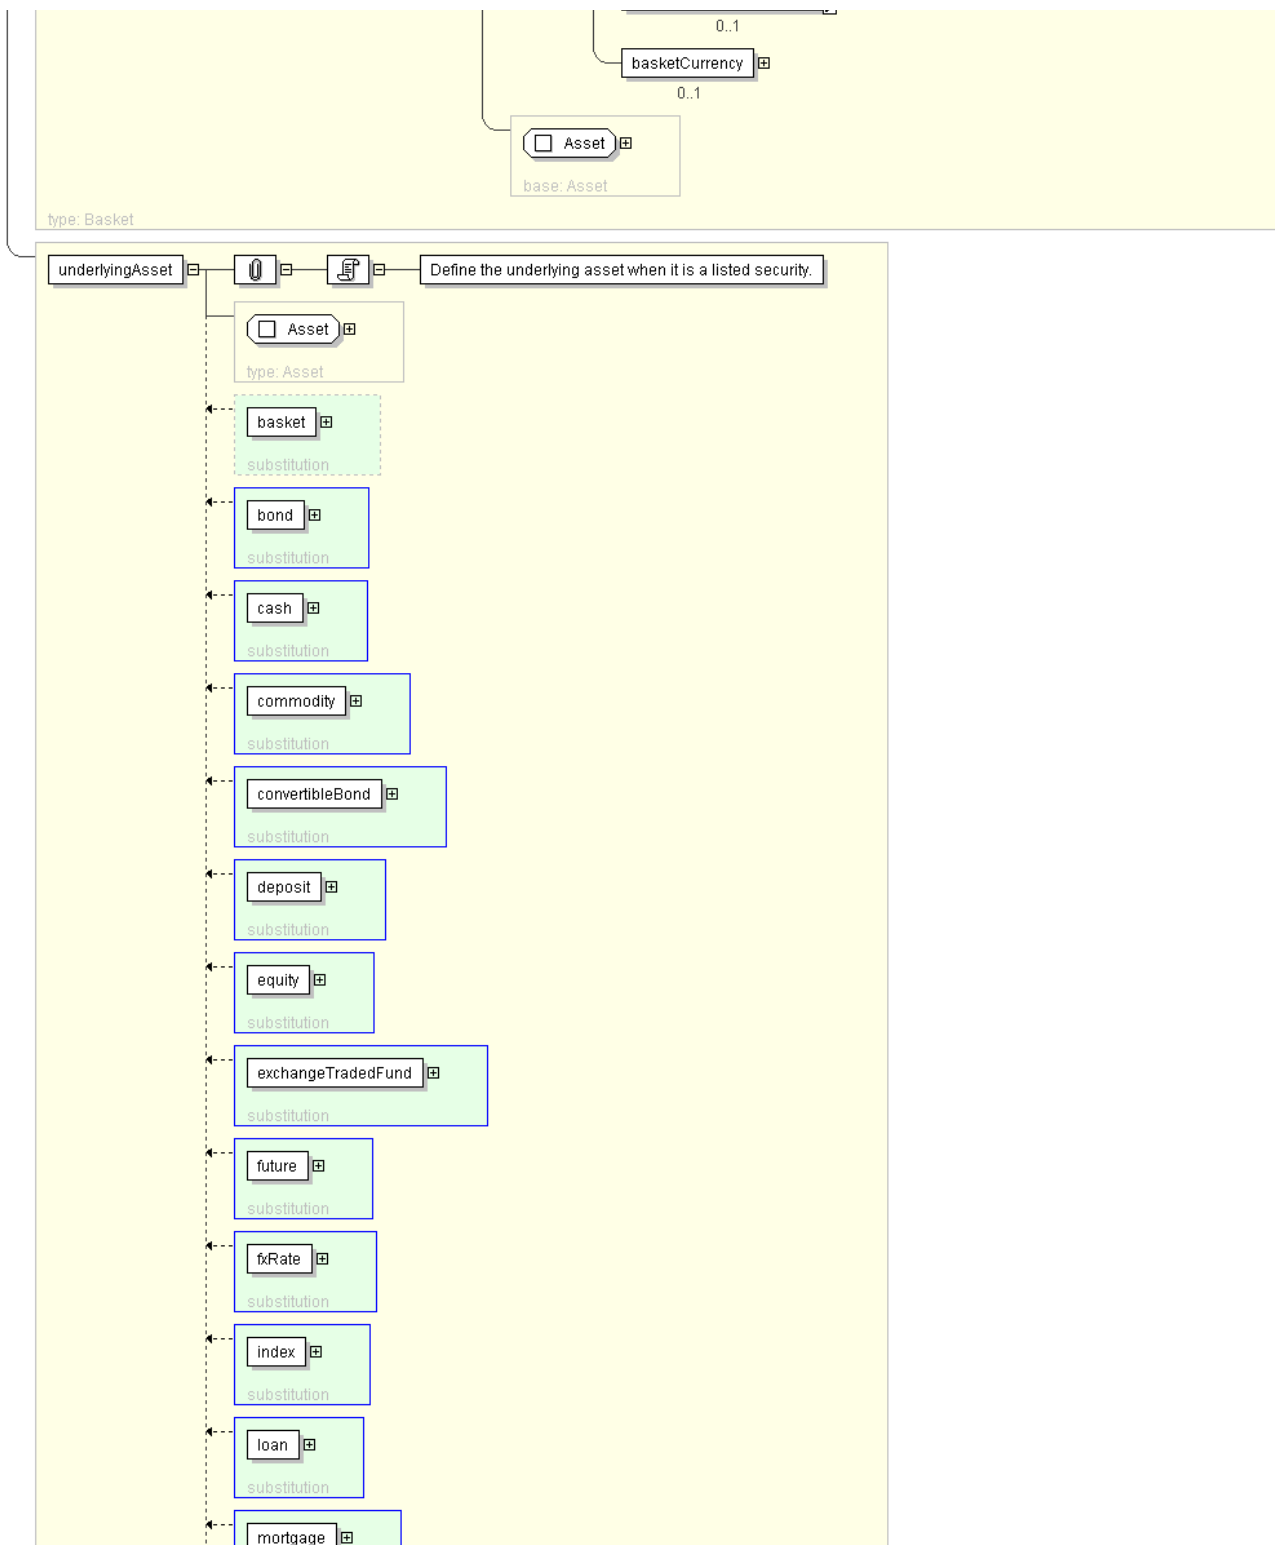 0..1
basketCurrency
0..1
Asset
base: Asset
type: Basket
underlyingAsset
Define the underlying asset when it is a listed security.
Asset
type: Asset
basket
substitution
bond
substitution
cash
substitution
commodity
substitution
convertibleBond
substitution
deposit
substitution
equity
substitution
exchangeTradedFund
substitution
future
substitution
fxRate
substitution
index
substitution
loan
substitution
mortgage